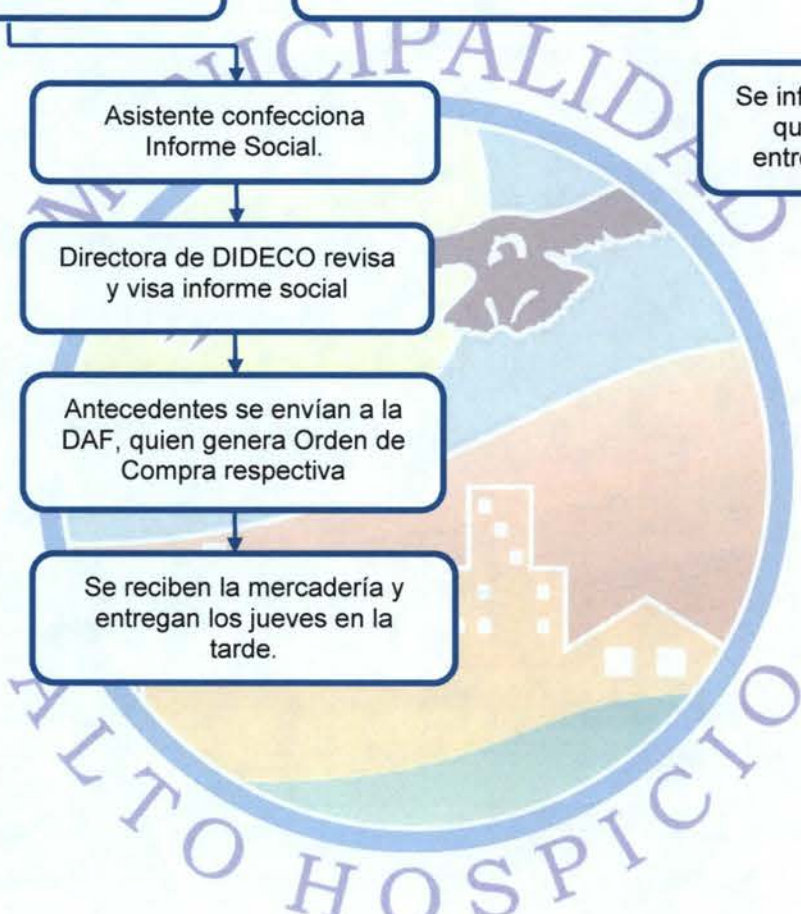 MUNICIPALIDAD
Asistente confecciona
Informe Social.
Directora de DIDECO revisa
y visa informe social
Antecedentes se envían a la
DAF, quien genera Orden de
Compra respectiva
Se reciben la mercadería y
entregan los jueves en la
tarde.
Se
ALTO HOSPICIO